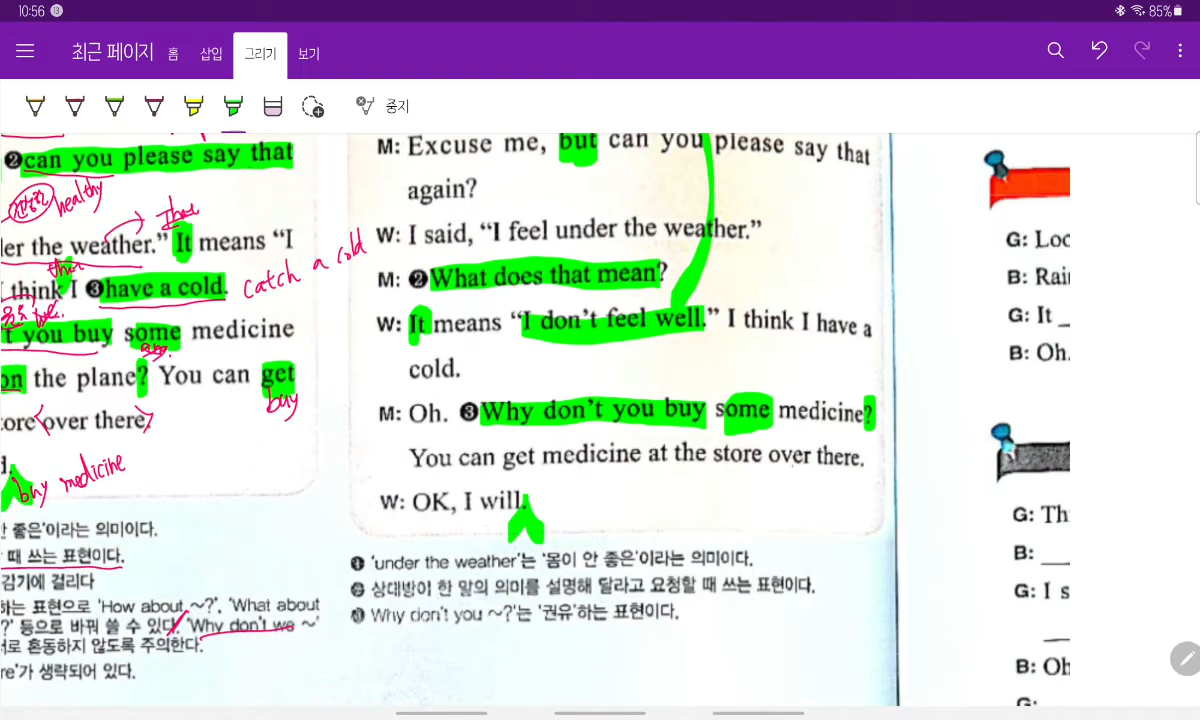 10:56
85%
최근 페이지 홈 삽입 그리기 보기
중지
❷can you please say that
healthy
er the weather.” It means “I
think I ❸have a cold. catch a cold
t you buy some medicine
on the plane? You can get
buy
ore over there.
buy medicine
안 좋은'이라는 의미이다.
때 쓰는 표현이다.
감기에 걸리다
하는 표현으로 'How about ~?', 'What about
?' 등으로 바꿔 쓸 수 있다. 'Why don't we ~'
로 혼동하지 않도록 주의한다.
re'가 생략되어 있다.
M: Excuse me, but can you please say that
again?
W: I said, “I feel under the weather.”
M: ❷What does that mean?
W: It means “I don’t feel well.” I think I have a
cold.
M: Oh. ❸Why don’t you buy some medicine?
You can get medicine at the store over there.
W: OK, I will.
❶ 'under the weather'는 '몸이 안 좋은'이라는 의미이다.
❷ 상대방이 한 말의 의미를 설명해 달라고 요청할 때 쓰는 표현이다.
❸ Why don't you ~?'는 '권유'하는 표현이다.
G: Loo
B: Rai
G: It _
B: Oh.
G: Th
B: __
G: I s
B: Oh